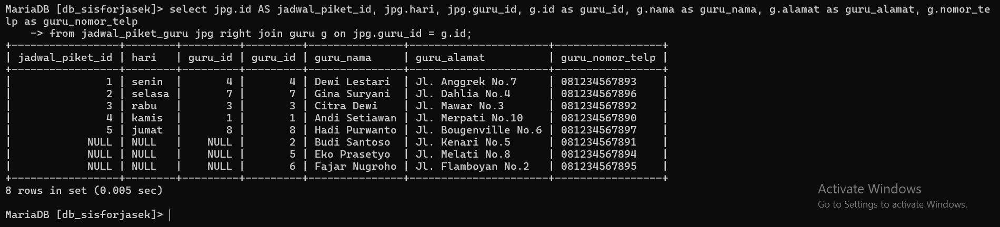 MariaDB [db_sisforjasek]> select jpg.id AS jadwal_piket_id, jpg.hari, jpg.guru_id, g.id as guru_id, g.nama as guru_nama, g.alamat as guru_alamat, g.nomor_te
lp as guru_nomor_telp
    -> from jadwal_piket_guru jpg right join guru g on jpg.guru_id = g.id;
+-----------------+--------+---------+---------+---------------+----------------------+-----------------+
| jadwal_piket_id | hari   | guru_id | guru_id | guru_nama     | guru_alamat          | guru_nomor_telp |
+-----------------+--------+---------+---------+---------------+----------------------+-----------------+
|               1 | senin  |       4 |       4 | Dewi Lestari  | Jl. Anggrek No.7     | 081234567893    |
|               2 | selasa |       7 |       7 | Gina Suryani  | Jl. Dahlia No.4      | 081234567896    |
|               3 | rabu   |       3 |       3 | Citra Dewi    | Jl. Mawar No.3       | 081234567892    |
|               4 | kamis  |       1 |       1 | Andi Setiawan | Jl. Merpati No.10    | 081234567890    |
|               5 | jumat  |       8 |       8 | Hadi Purwanto | Jl. Bougenville No.6 | 081234567897    |
|            NULL | NULL   |    NULL |       2 | Budi Santoso  | Jl. Kenari No.5      | 081234567891    |
|            NULL | NULL   |    NULL |       5 | Eko Prasetyo  | Jl. Melati No.8      | 081234567894    |
|            NULL | NULL   |    NULL |       6 | Fajar Nugroho | Jl. Flamboyan No.2   | 081234567895    |
+-----------------+--------+---------+---------+---------------+----------------------+-----------------+
8 rows in set (0.005 sec)
MariaDB [db_sisforjasek]>
Activate Windows
Go to Settings to activate Windows.